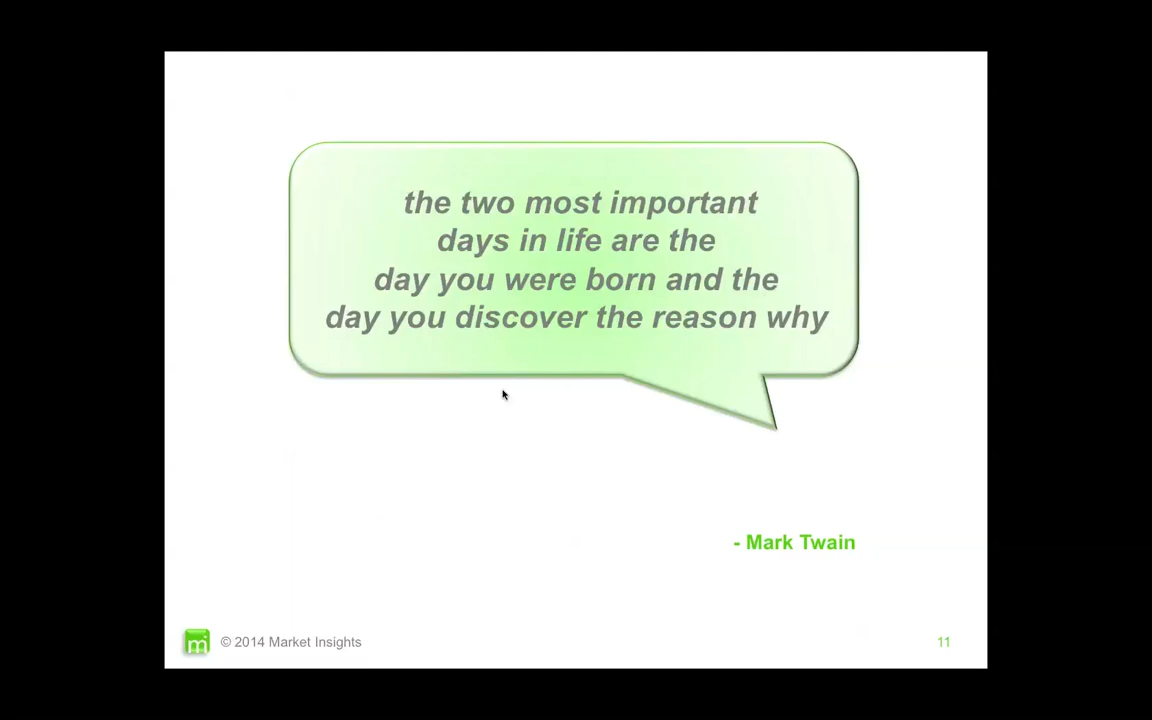 the two most important
days in life are the
day you were born and the
day you discover the reason why
- Mark Twain
mi © 2014 Market Insights
11